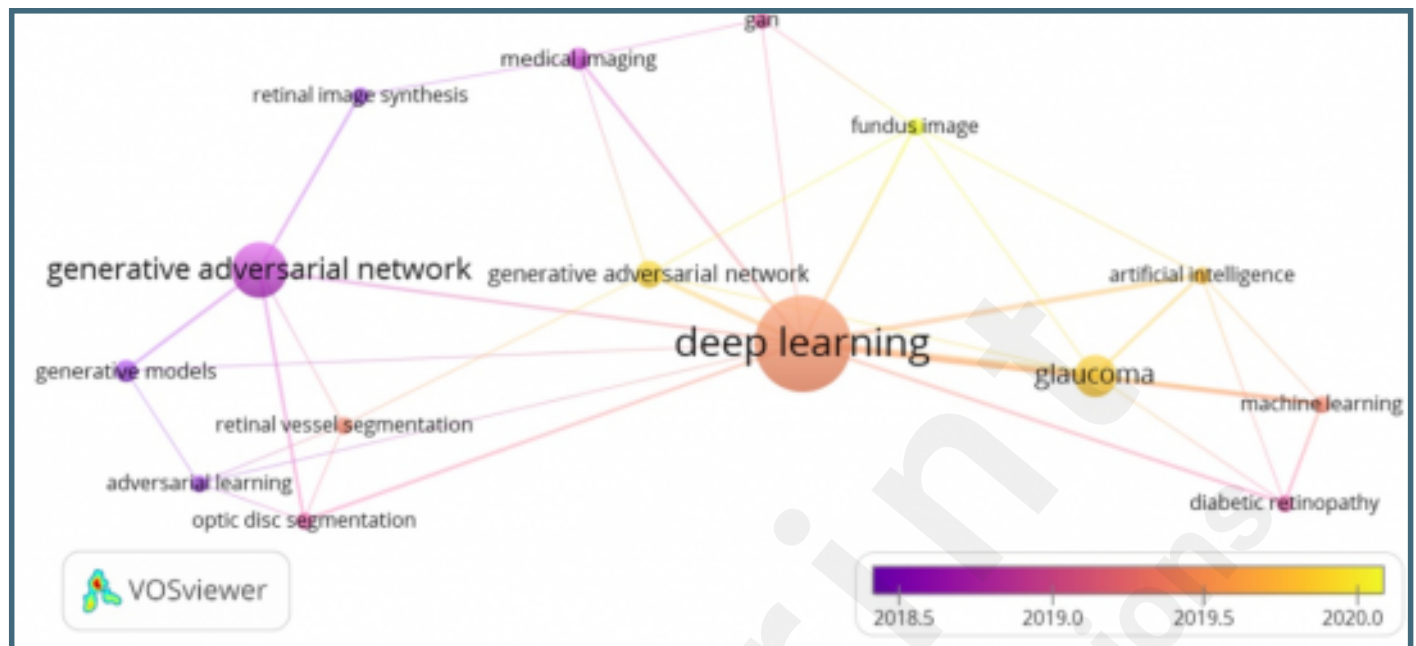 gan
medical imaging
retinal image synthesis
fundus image
generative adversarial network
generative adversarial network
artificial intelligence
deep learning
generative models
glaucoma
machine learning
retinal vessel segmentation
adversarial learning
diabetic retinopathy
optic disc segmentation
VOSviewer
2018.5 2019.0 2019.5 2020.0